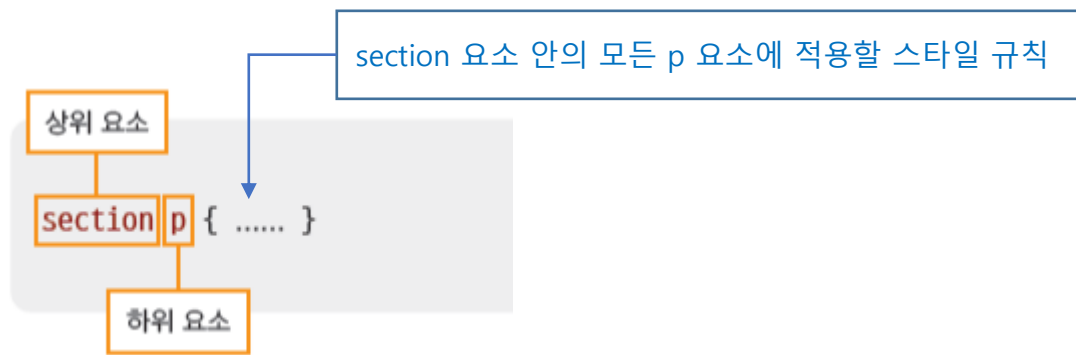 section 요소 안의 모든 p 요소에 적용할 스타일 규칙
상위 요소
section p { …… }
하위 요소